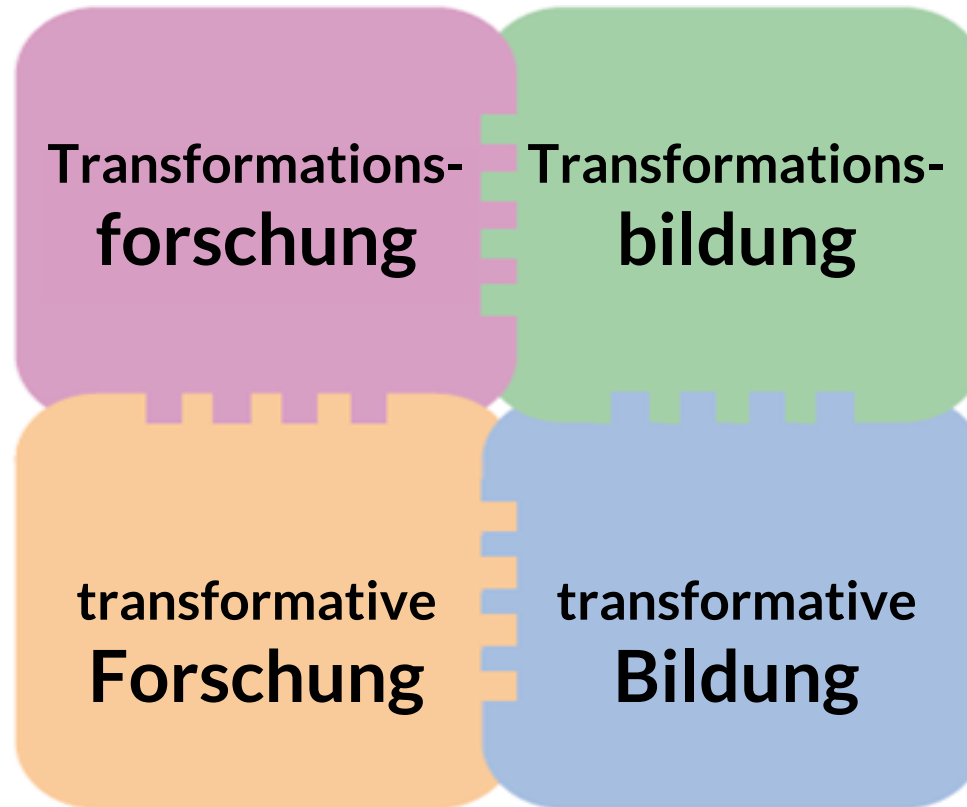 Transformations-
forschung
Transformations-
bildung
transformative
Forschung
transformative
Bildung